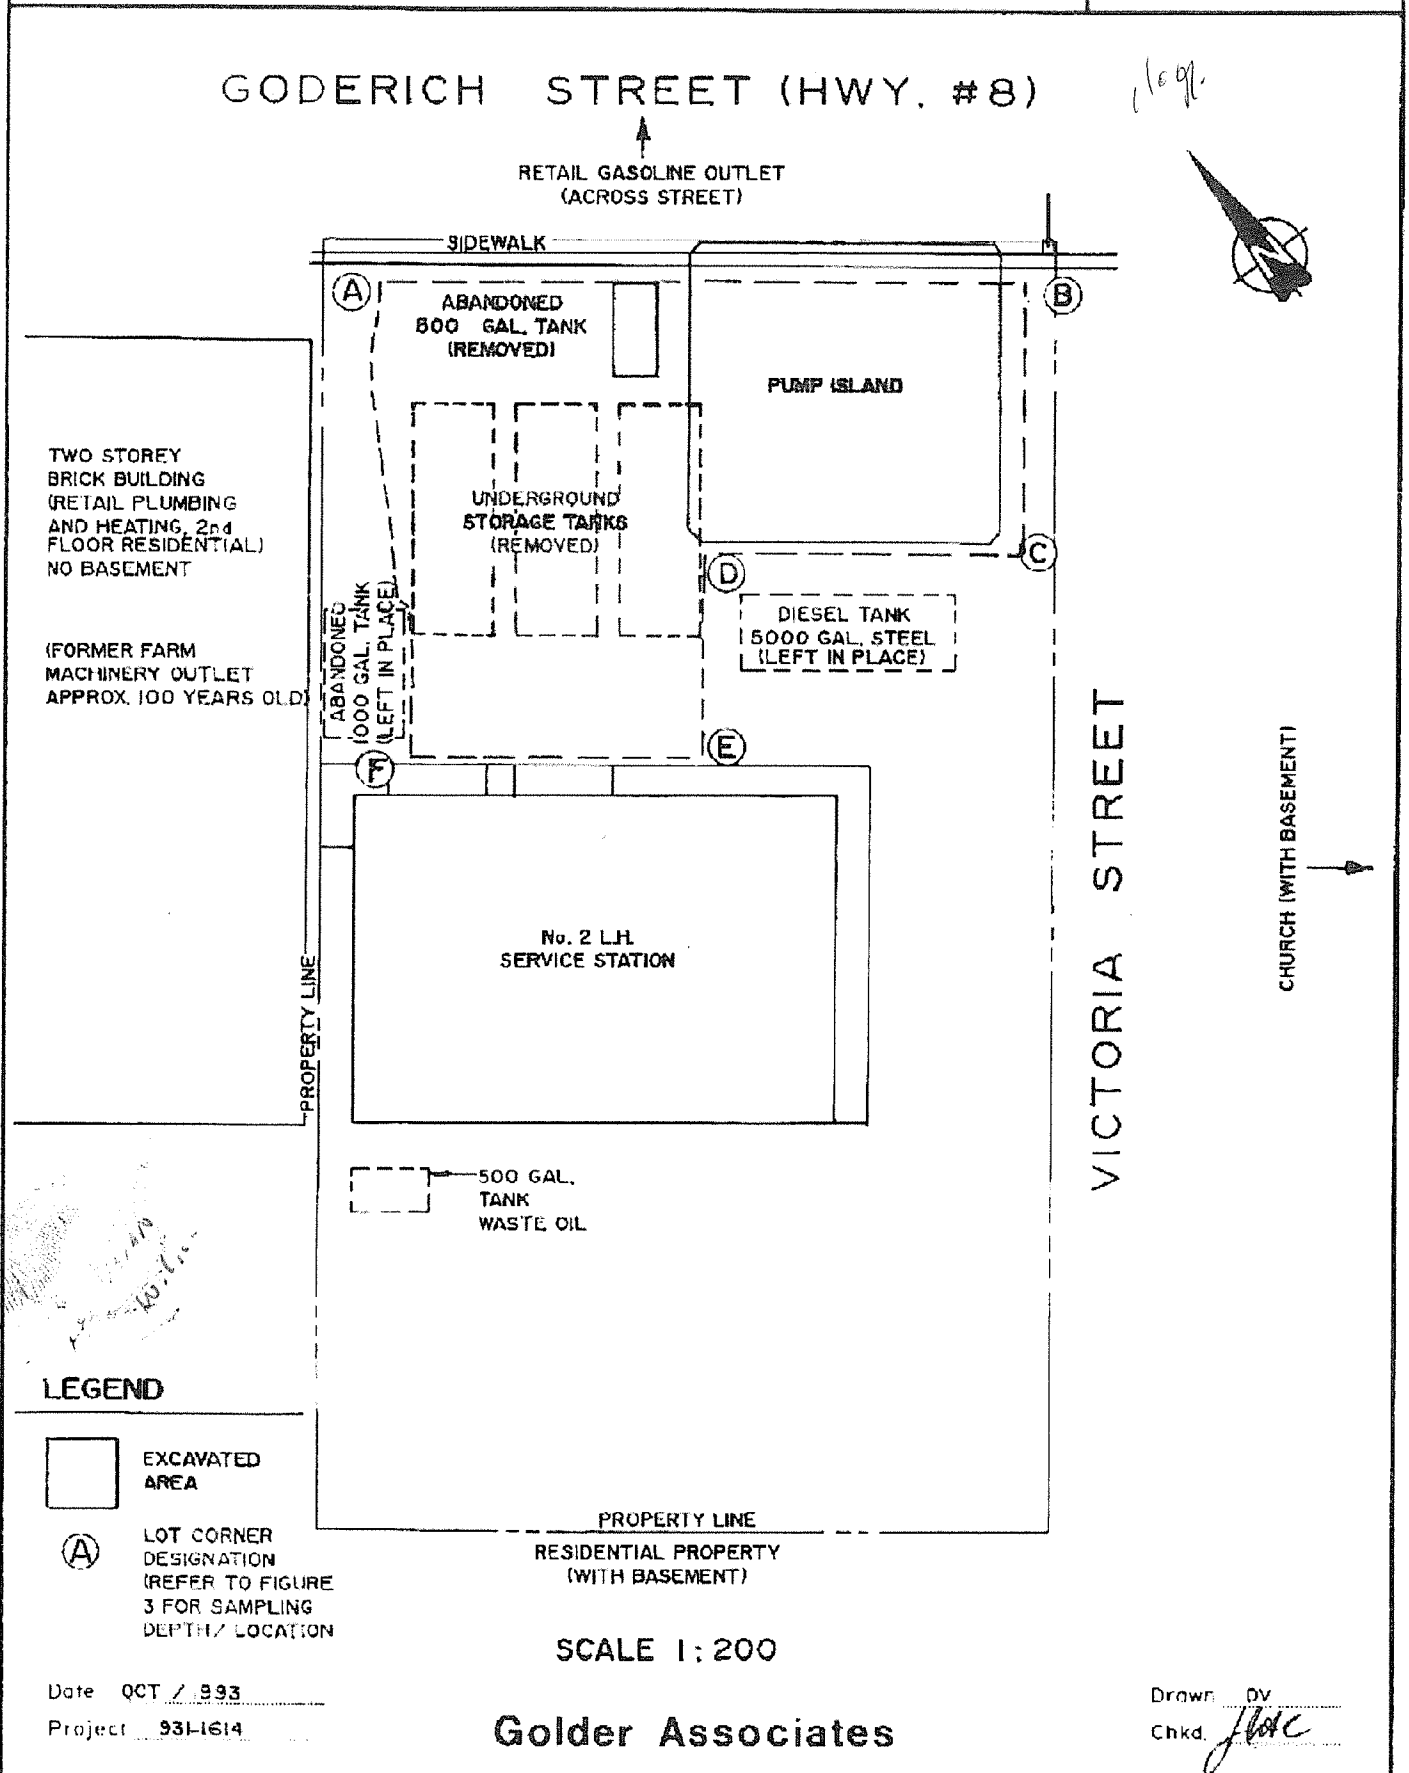 GODERICH STREET (HWY. #8)
RETAIL GASOLINE OUTLET
(ACROSS STREET)
SIDEWALK
A
B
ABANDONED
500 GAL. TANK
(REMOVED)
PUMP ISLAND
TWO STOREY
BRICK BUILDING
(RETAIL PLUMBING
AND HEATING, 2nd
FLOOR RESIDENTIAL)
NO BASEMENT
UNDERGROUND
STORAGE TANKS
(REMOVED)
C
D
(FORMER FARM
MACHINERY OUTLET
APPROX. 100 YEARS OLD)
ABANDONED
1000 GAL. TANK
(LEFT IN PLACE)
DIESEL TANK
5000 GAL. STEEL
(LEFT IN PLACE)
E
F
VICTORIA STREET
CHURCH (WITH BASEMENT)
No. 2 L.H.
SERVICE STATION
PROPERTY LINE
500 GAL.
TANK
WASTE OIL
LEGEND
EXCAVATED
AREA
A
LOT CORNER
DESIGNATION
(REFER TO FIGURE
3 FOR SAMPLING
DEPTH / LOCATION
PROPERTY LINE
RESIDENTIAL PROPERTY
(WITH BASEMENT)
SCALE 1:200
Date OCT / 993
Project 931-1614
Golder Associates
Drawn DV
Chkd.